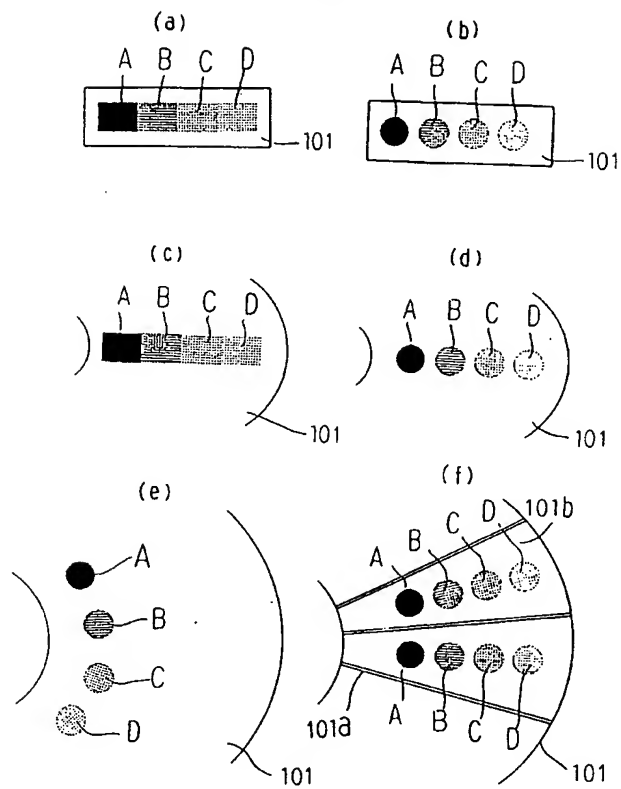 (a)
A B C D
101
(b)
A B C D
101
(c)
A B C D
101
(d)
A B C D
101
(e)
A
B
C
D
101
(f)
A B C D 101b
101a A B C D
101